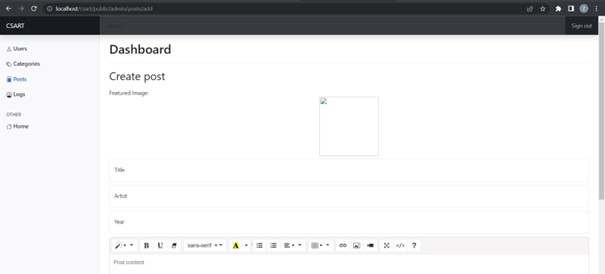 localhost/csart/public/admin/posts/add
CSART
Sign out
Users
Categories
Posts
Logs
OTHER
Home
Dashboard
Create post
Featured Image:
Title
Artist
Year
B U sans-serif A </> ?
Post content